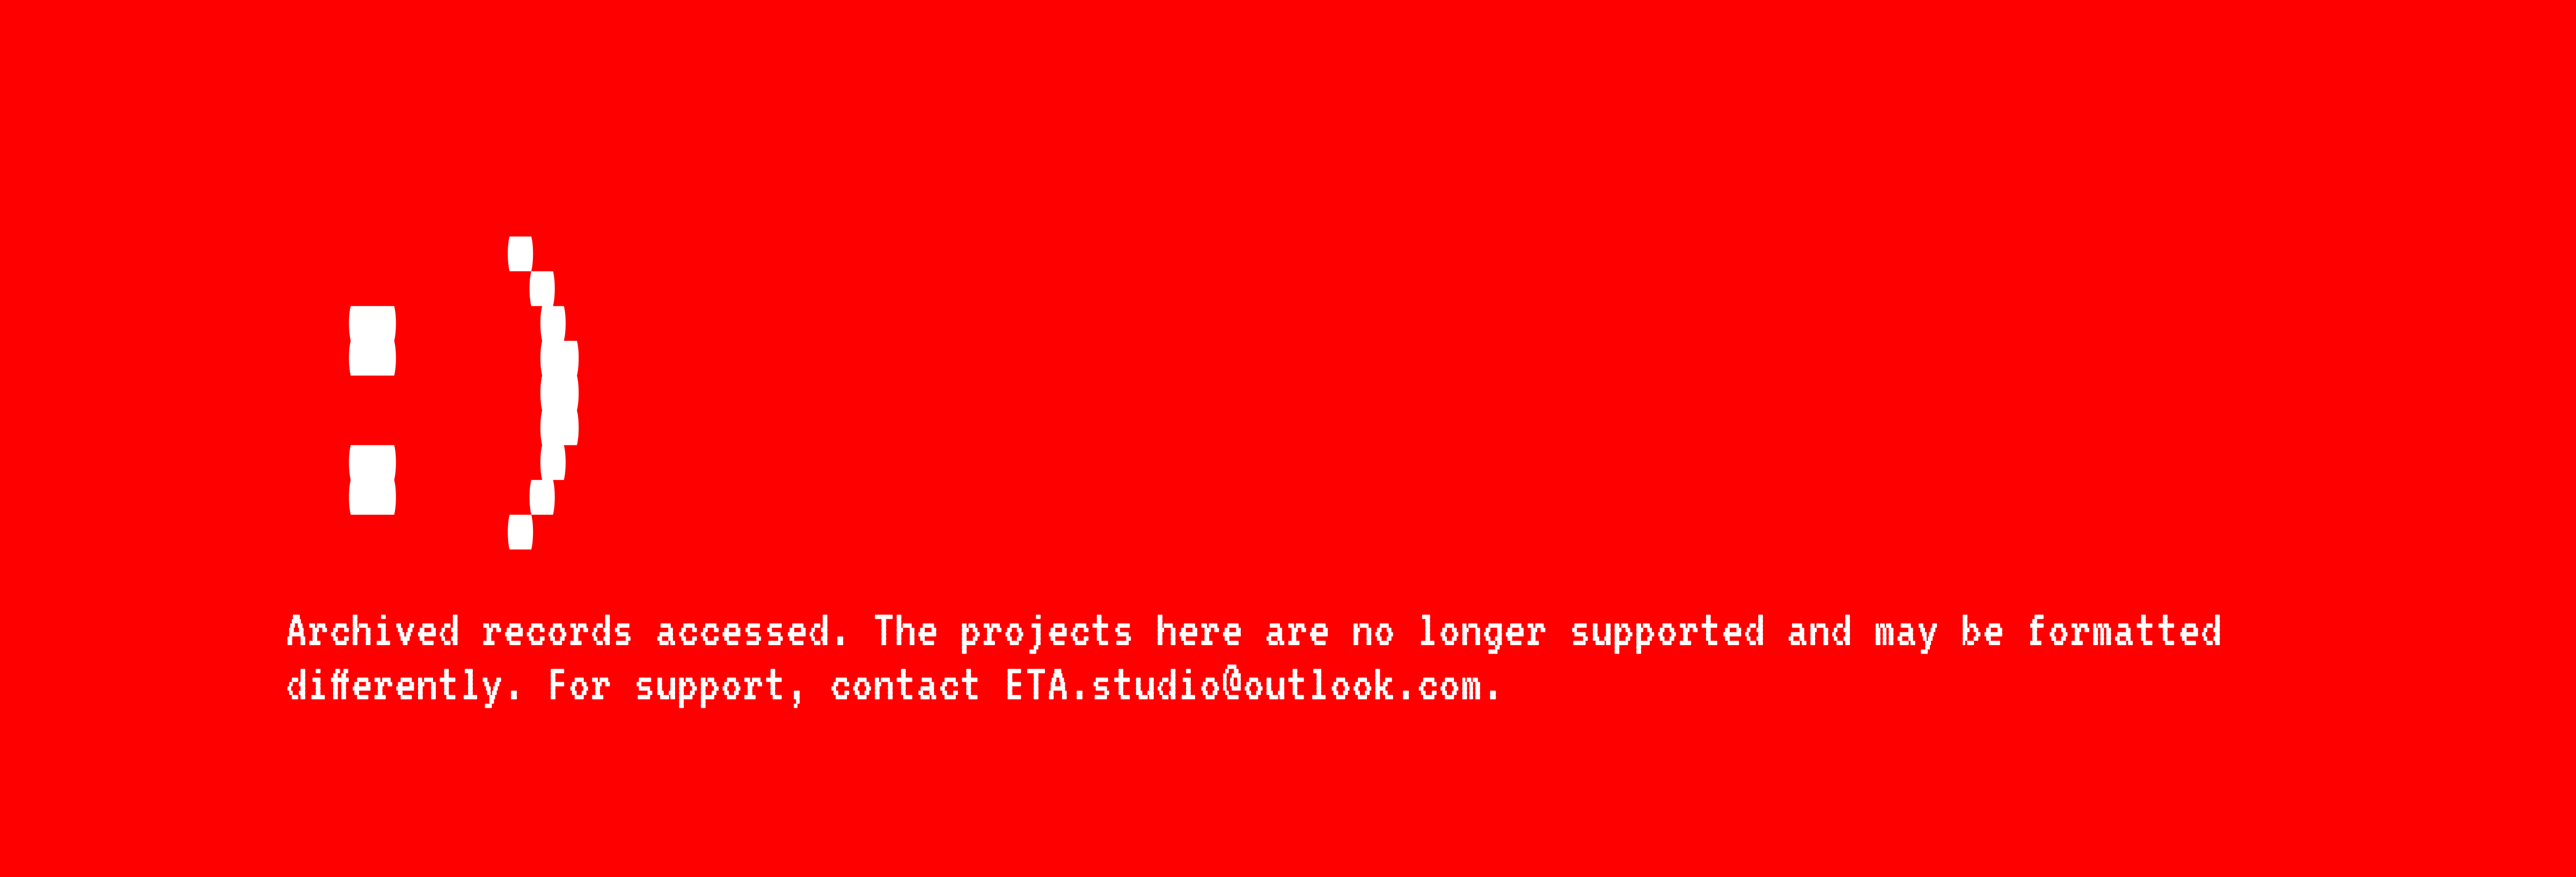 :)
Archived records accessed. The projects here are no longer supported and may be formatted
differently. For support, contact ETA.studio@outlook.com.